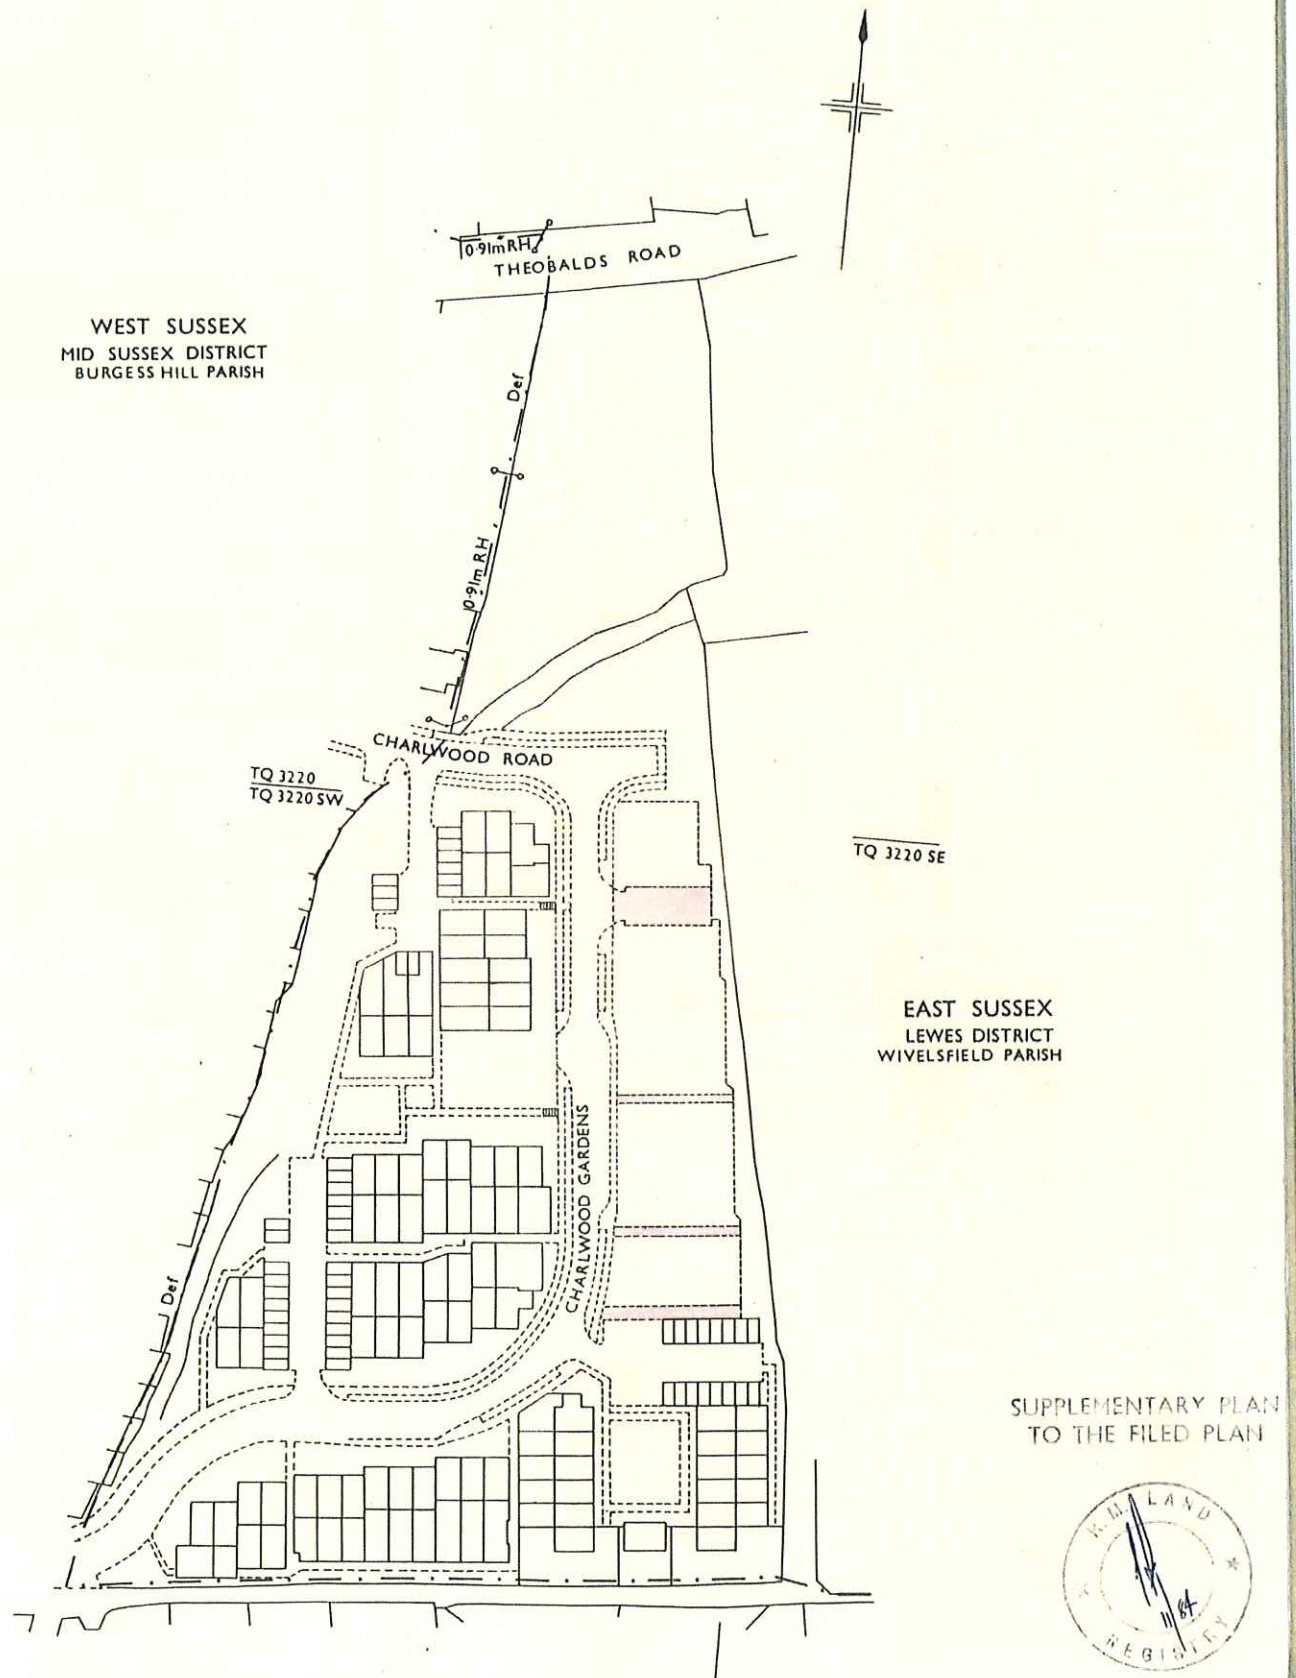 0·91m RH
THEOBALDS ROAD
WEST SUSSEX
MID SUSSEX DISTRICT
BURGESS HILL PARISH
Def
0·91m RH
CHARLWOOD ROAD
TQ 3220
TQ 3220 SW
TQ 3220 SE
EAST SUSSEX
LEWES DISTRICT
WIVELSFIELD PARISH
CHARLWOOD GARDENS
Def
SUPPLEMENTARY PLAN
TO THE FILED PLAN
H.M. LAND
REGISTRY